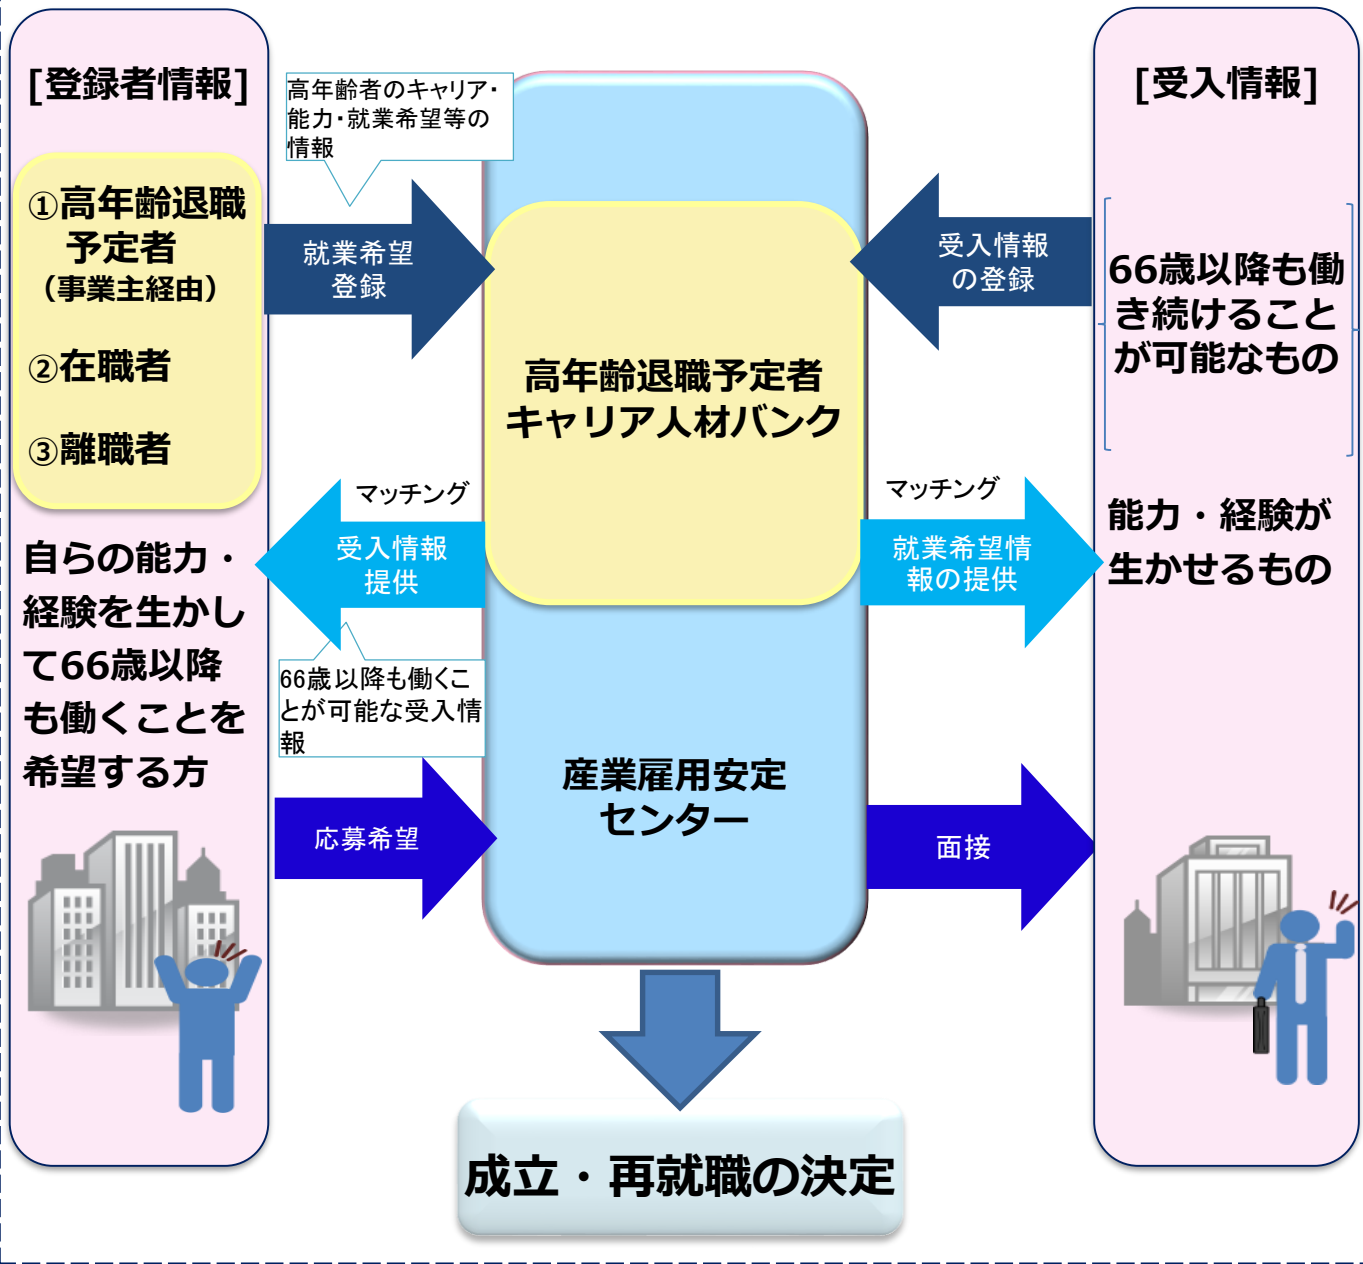 [登録者情報]
①高年齢退職
予定者
（事業主経由）
②在職者
③離職者
自らの能力・
経験を生かし
て66歳以降
も働くことを
希望する方
高年齢者のキャリア・
能力・就業希望等の
情報
就業希望
登録
マッチング
受入情報
提供
66歳以降も働くこ
とが可能な受入情
報
応募希望
高年齢退職予定者
キャリア人材バンク
産業雇用安定
センター
受入情報
の登録
マッチング
就業希望情
報の提供
面接
[受入情報]
66歳以降も働
き続けること
が可能なもの
能力・経験が
生かせるもの
成立・再就職の決定